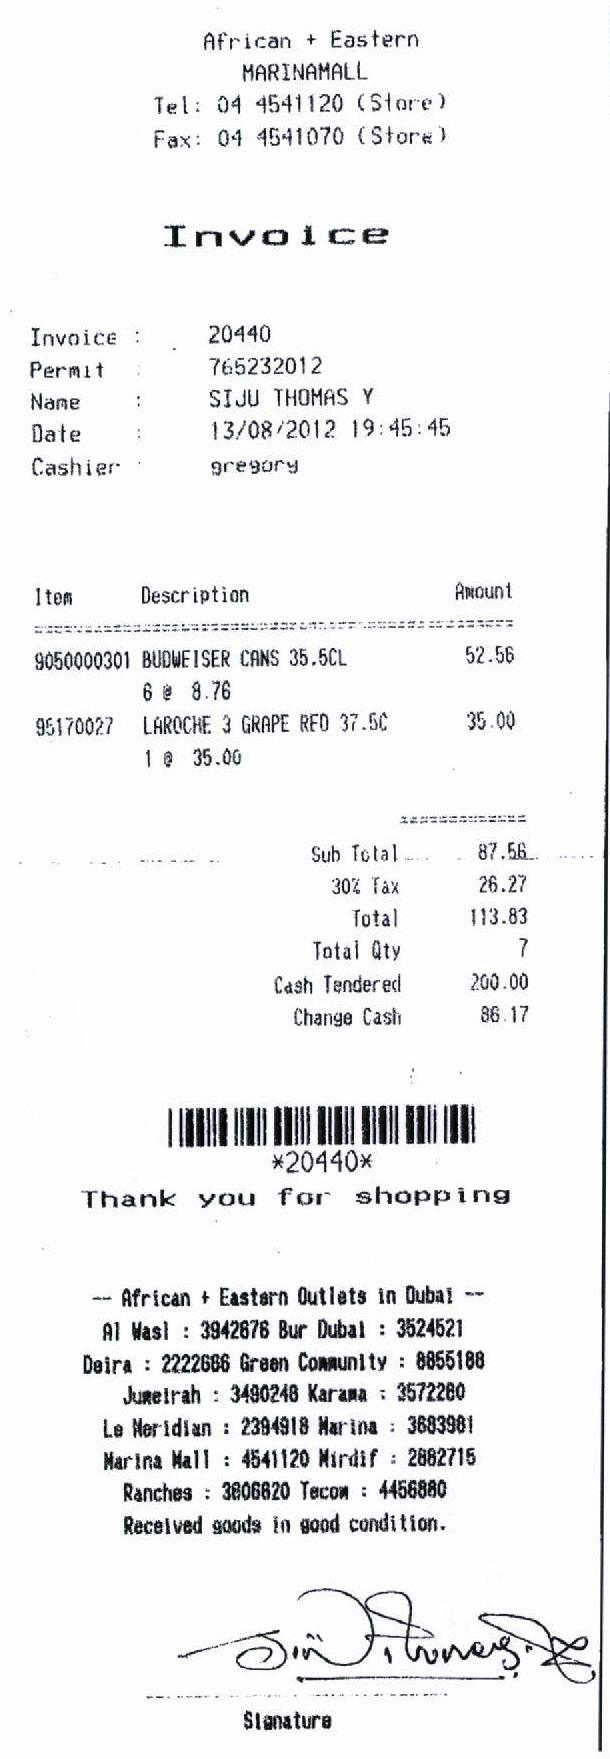 African + Eastern
MARINAMALL
Tel: 04 4541120 (Store)
Fax: 04 4541070 (Store)
Invoice
Invoice : 20440
Permit : 765232012
Name : SIJU THOMAS Y
Date : 13/08/2012 19:45:45
Cashier : gregory
Item Description Amount
9050000301 BUDWEISER CANS 35.5CL 52.56
6 @ 8.76
95170027 LAROCHE 3 GRAPE RED 37.5C 35.00
1 @ 35.00
Sub Total 87.56
30% Tax 26.27
Total 113.83
Total Qty 7
Cash Tendered 200.00
Change Cash 86.17
*20440*
Thank you for shopping
-- African + Eastern Outlets in Dubai --
Al Wasl : 3942676 Bur Dubai : 3524521
Deira : 2222666 Green Community : 8855188
Jumeirah : 3490248 Karama : 3572260
Le Meridian : 2394918 Marina : 3683981
Marina Mall : 4541120 Mirdif : 2882715
Ranches : 3606620 Tecom : 4456880
Received goods in good condition.
Siju Thomas. Y
Signature